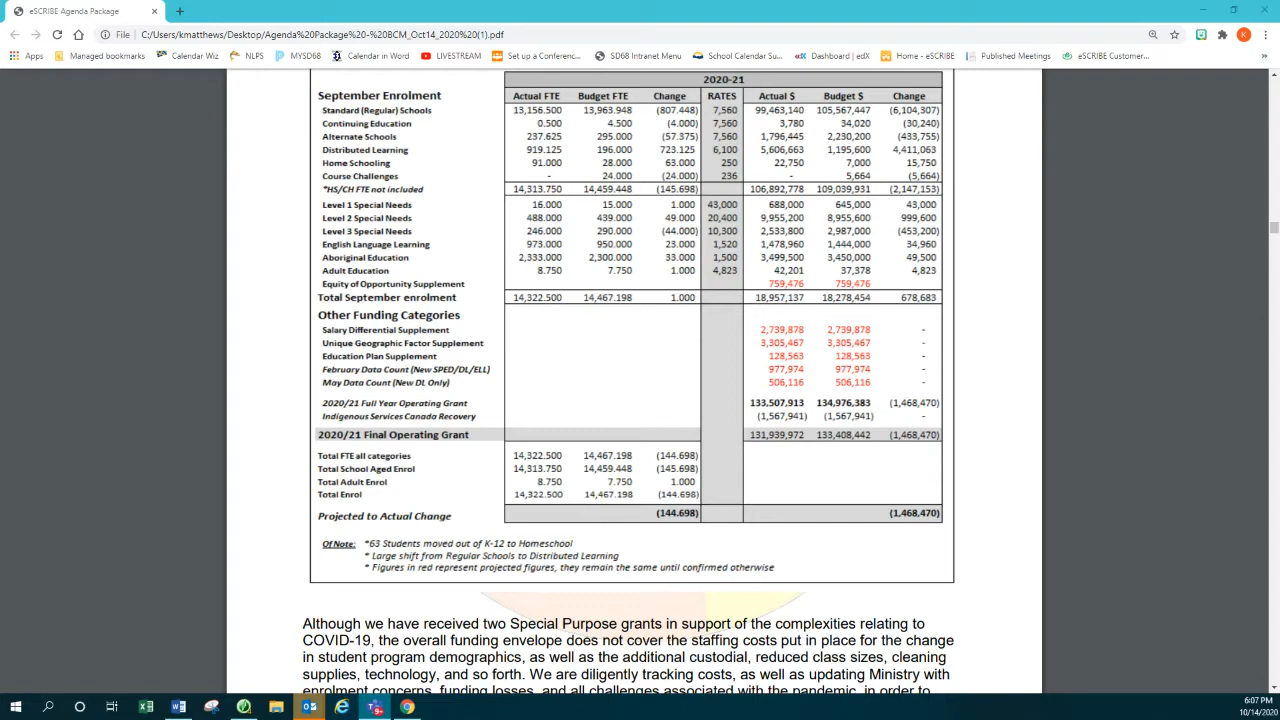 eSCRIBE Agenda Package
File C:/Users/kmatthews/Desktop/Agenda%20Package%20-%20BCM_Oct14_2020%20(1).pdf
K
Apps Managed bookmarks Calendar Wiz NLPS MYSD68 Calendar in Word LIVESTREAM Set up a Conferenc... SD68 Intranet Menu School Calendar Su... edX Dashboard | edX Home - eSCRIBE Published Meetings eSCRIBE Customer... »
2020-21
September Enrolment Actual FTE Budget FTE Change RATES Actual $ Budget $ Change
Standard (Regular) Schools 13,156.500 13,963.948 (807.448) 7,560 99,463,140 105,567,447 (6,104,307)
Continuing Education 0.500 4.500 (4.000) 7,560 3,780 34,020 (30,240)
Alternate Schools 237.625 295.000 (57.375) 7,560 1,796,445 2,230,200 (433,755)
Distributed Learning 919.125 196.000 723.125 6,100 5,606,663 1,195,600 4,411,063
Home Schooling 91.000 28.000 63.000 250 22,750 7,000 15,750
Course Challenges - 24.000 (24.000) 236 - 5,664 (5,664)
*HS/CH FTE not included 14,313.750 14,459.448 (145.698) 106,892,778 109,039,931 (2,147,153)
Level 1 Special Needs 16.000 15.000 1.000 43,000 688,000 645,000 43,000
Level 2 Special Needs 488.000 439.000 49.000 20,400 9,955,200 8,955,600 999,600
Level 3 Special Needs 246.000 290.000 (44.000) 10,300 2,533,800 2,987,000 (453,200)
English Language Learning 973.000 950.000 23.000 1,520 1,478,960 1,444,000 34,960
Aboriginal Education 2,333.000 2,300.000 33.000 1,500 3,499,500 3,450,000 49,500
Adult Education 8.750 7.750 1.000 4,823 42,201 37,378 4,823
Equity of Opportunity Supplement 759,476 759,476
Total September enrolment 14,322.500 14,467.198 1.000 18,957,137 18,278,454 678,683
Other Funding Categories
Salary Differential Supplement 2,739,878 2,739,878 -
Unique Geographic Factor Supplement 3,305,467 3,305,467 -
Education Plan Supplement 128,563 128,563 -
February Data Count (New SPED/DL/ELL) 977,974 977,974 -
May Data Count (New DL Only) 506,116 506,116 -
2020/21 Full Year Operating Grant 133,507,913 134,976,383 (1,468,470)
Indigenous Services Canada Recovery (1,567,941) (1,567,941) -
2020/21 Final Operating Grant 131,939,972 133,408,442 (1,468,470)
Total FTE all categories 14,322.500 14,467.198 (144.698)
Total School Aged Enrol 14,313.750 14,459.448 (145.698)
Total Adult Enrol 8.750 7.750 1.000
Total Enrol 14,322.500 14,467.198 (144.698)
Projected to Actual Change (144.698) (1,468,470)
Of Note: *63 Students moved out of K-12 to Homeschool
* Large shift from Regular Schools to Distributed Learning
* Figures in red represent projected figures, they remain the same until confirmed otherwise
Although we have received two Special Purpose grants in support of the complexities relating to
COVID-19, the overall funding envelope does not cover the staffing costs put in place for the change
in student program demographics, as well as the additional custodial, reduced class sizes, cleaning
supplies, technology, and so forth. We are diligently tracking costs, as well as updating Ministry with
enrolment concerns, funding losses, and all challenges associated with the pandemic, in order to
6:07 PM
10/14/2020